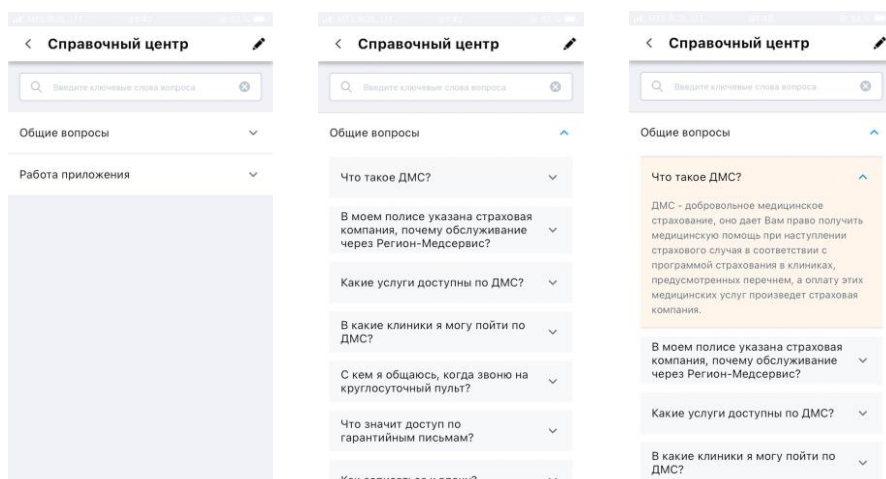 Справочный центр
Введите ключевые слова вопроса
Общие вопросы
Работа приложения
Справочный центр
Введите ключевые слова вопроса
Общие вопросы
Что такое ДМС?
В моем полисе указана страховая
компания, почему обслуживание
через Регион-Медсервис?
Какие услуги доступны по ДМС?
В какие клиники я могу пойти по
ДМС?
С кем я общаюсь, когда звоню на
круглосуточный пульт?
Что значит доступ по
гарантийным письмам?
Как записаться к врачу?
Справочный центр
Введите ключевые слова вопроса
Общие вопросы
Что такое ДМС?
ДМС - добровольное медицинское
страхование, оно дает Вам право получить
медицинскую помощь при наступлении
страхового случая в соответствии с
программой страхования в клиниках,
предусмотренных перечнем, а оплату этих
медицинских услуг произведет страховая
компания.
В моем полисе указана страховая
компания, почему обслуживание
через Регион-Медсервис?
Какие услуги доступны по ДМС?
В какие клиники я могу пойти по
ДМС?